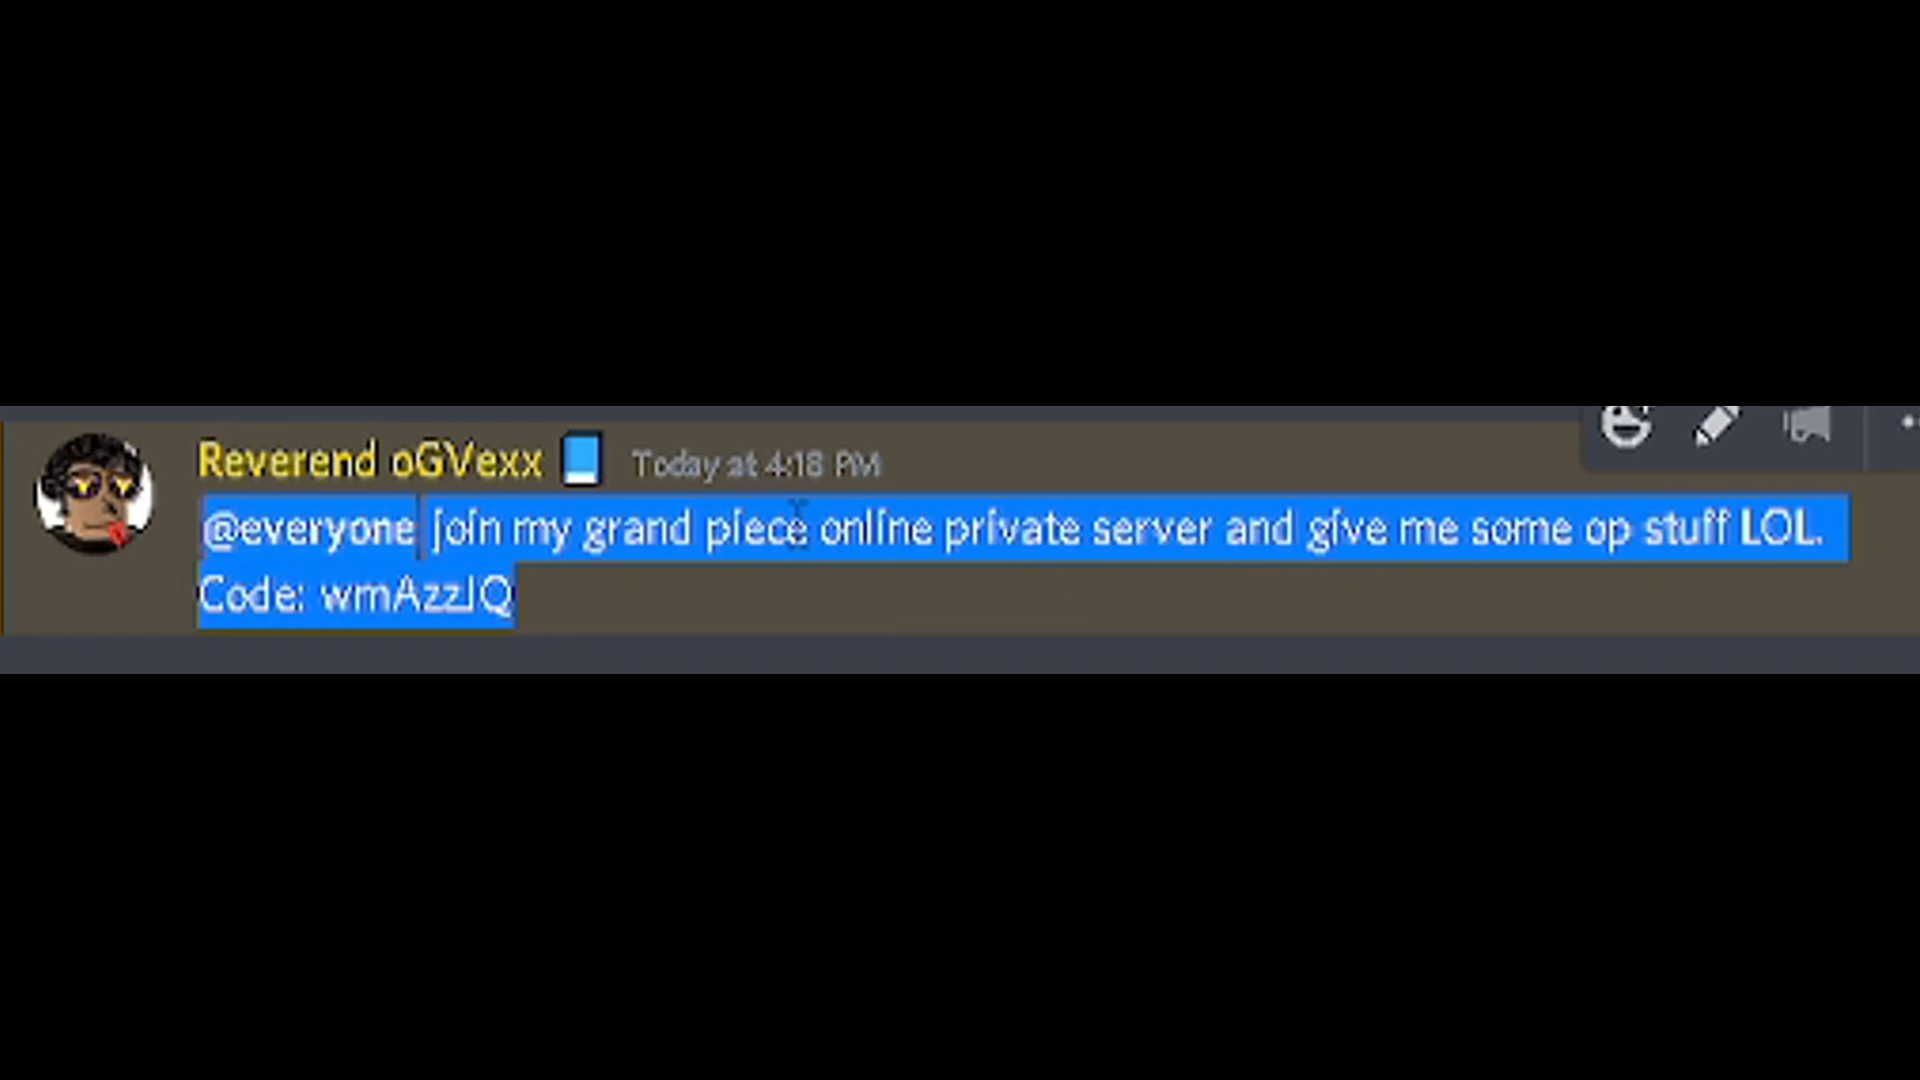 Reverend oGVexx Today at 4:18 PM
@everyone join my grand piece online private server and give me some op stuff LOL.
Code: wmAzzJQ